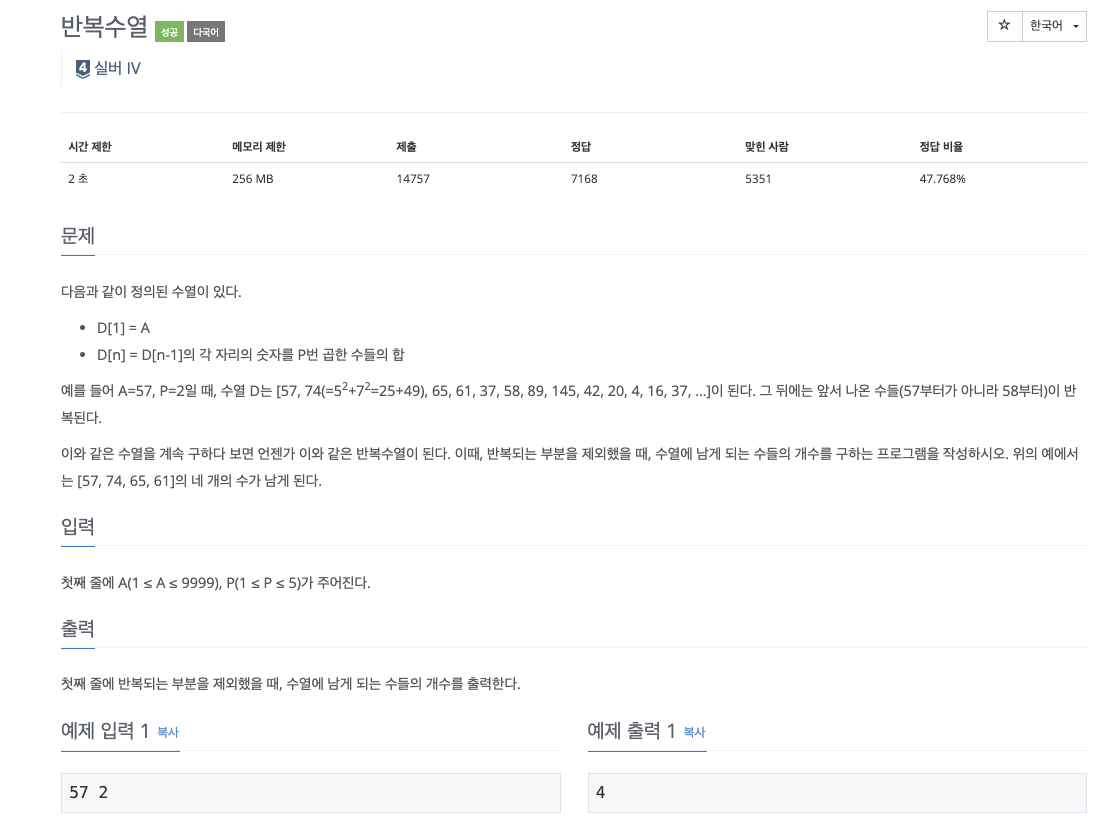 반복수열 성공 다국어
☆ 한국어
4 실버 IV
시간 제한 메모리 제한 제출 정답 맞힌 사람 정답 비율
2 초 256 MB 14757 7168 5351 47.768%
문제
다음과 같이 정의된 수열이 있다.
• D[1] = A
• D[n] = D[n-1]의 각 자리의 숫자를 P번 곱한 수들의 합
예를 들어 A=57, P=2일 때, 수열 D는 [57, 74(=5²+7²=25+49), 65, 61, 37, 58, 89, 145, 42, 20, 4, 16, 37, …]이 된다. 그 뒤에는 앞서 나온 수들(57부터가 아니라 58부터)이 반
복된다.
이와 같은 수열을 계속 구하다 보면 언젠가 이와 같은 반복수열이 된다. 이때, 반복되는 부분을 제외했을 때, 수열에 남게 되는 수들의 개수를 구하는 프로그램을 작성하시오. 위의 예에서
는 [57, 74, 65, 61]의 네 개의 수가 남게 된다.
입력
첫째 줄에 A(1 ≤ A ≤ 9999), P(1 ≤ P ≤ 5)가 주어진다.
출력
첫째 줄에 반복되는 부분을 제외했을 때, 수열에 남게 되는 수들의 개수를 출력한다.
예제 입력 1 복사
57 2
예제 출력 1 복사
4